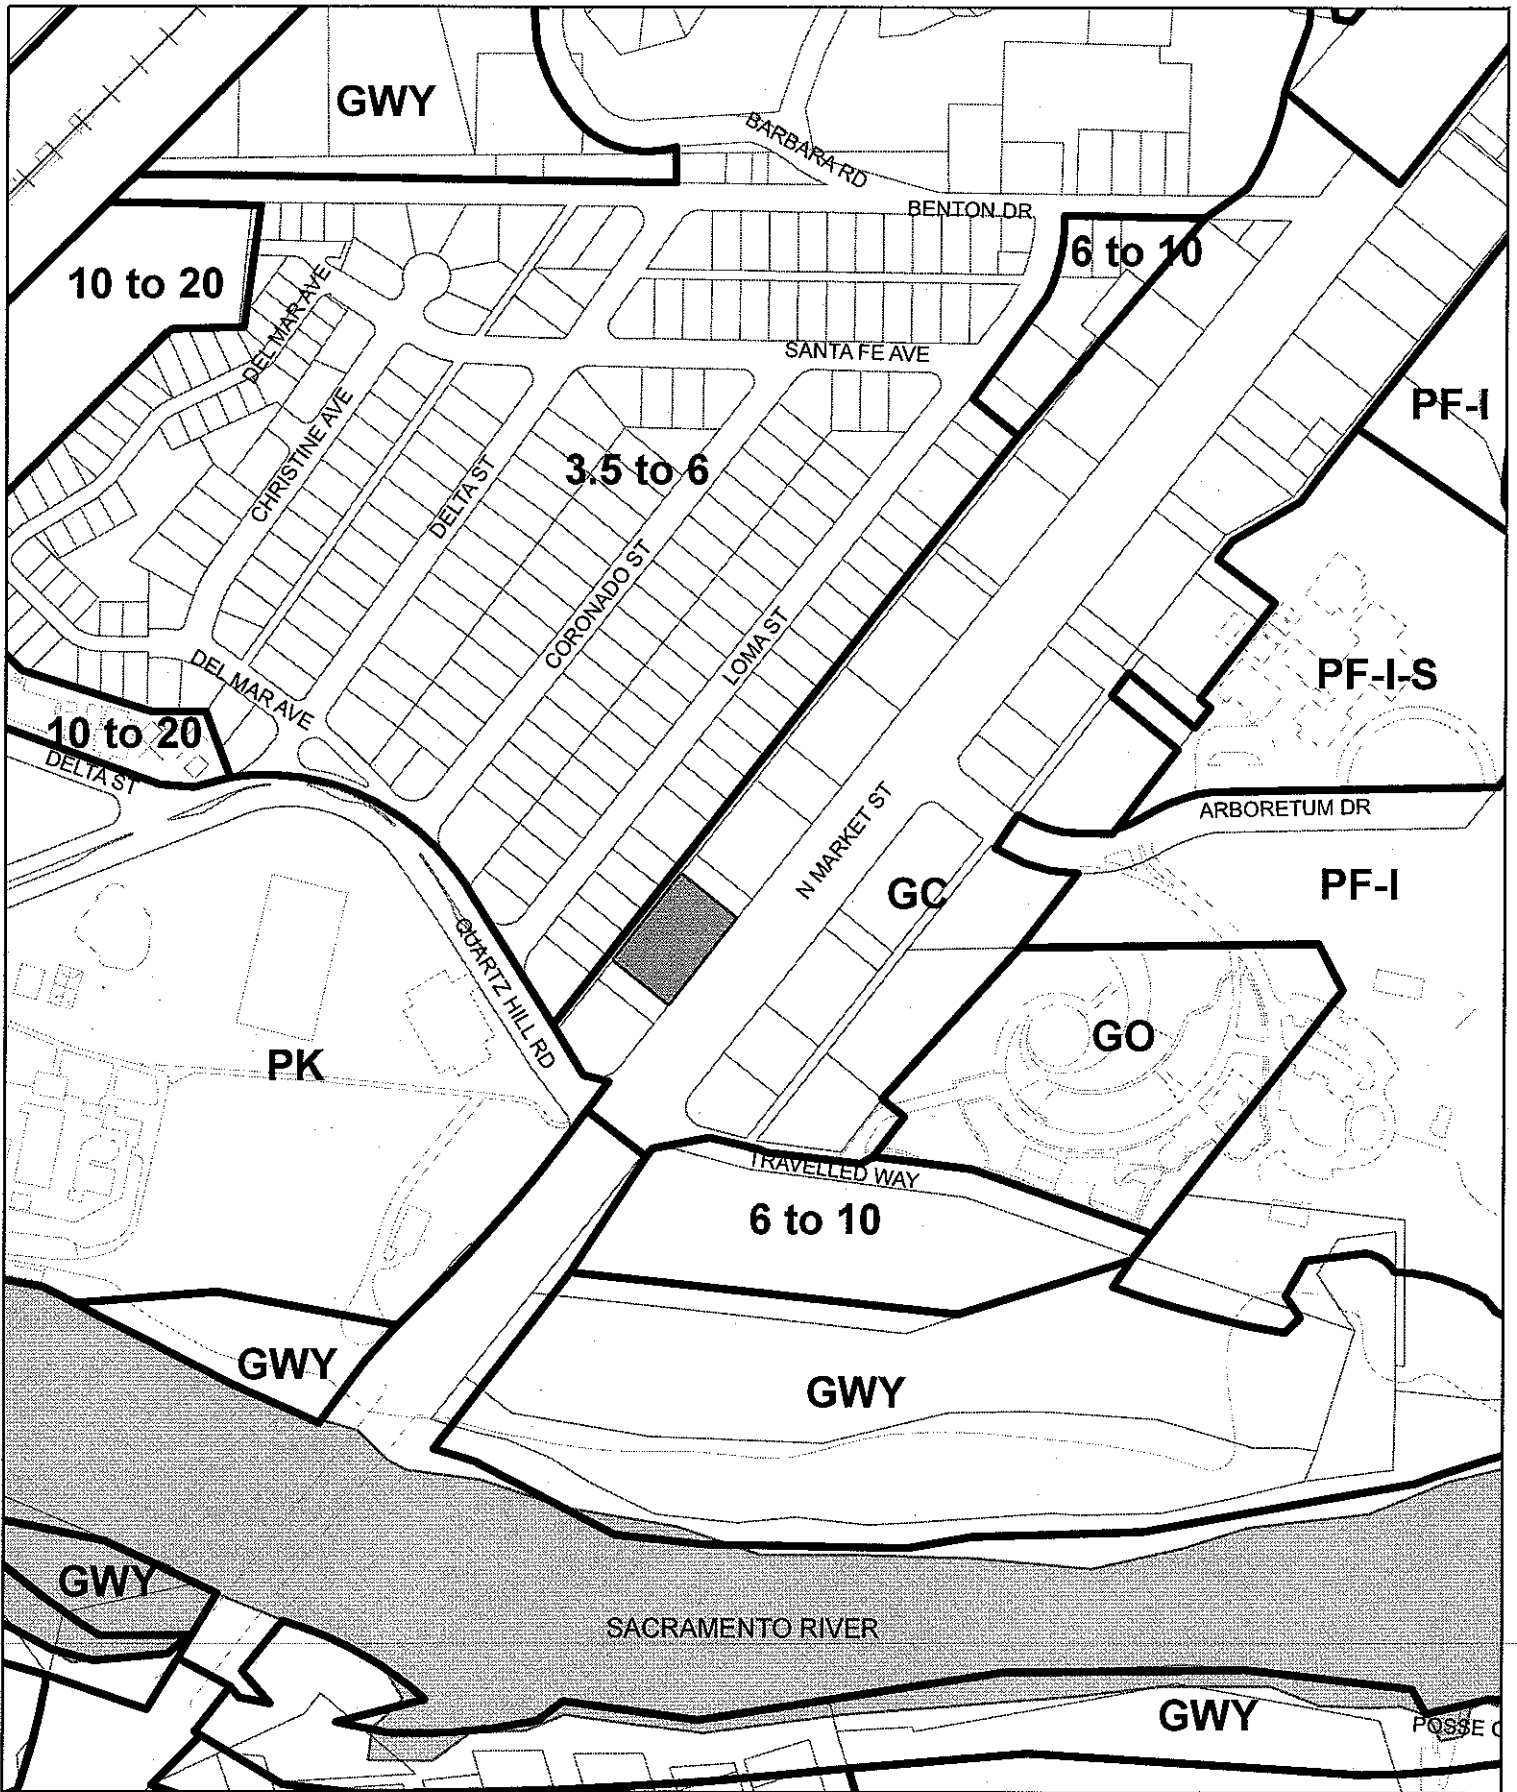 GWY
BARBARA RD
BENTON DR
6 to 10
10 to 20
DEL MAR AVE
SANTA FE AVE
PF-I
CHRISTINE AVE
3.5 to 6
DELTA ST
CORONADO ST
LOMA ST
PF-I-S
DEL MAR AVE
10 to 20
DELTA ST
ARBORETUM DR
N MARKET ST
GC
PF-I
QUARTZ HILL RD
GO
PK
TRAVELLED WAY
6 to 10
GWY
GWY
GWY
SACRAMENTO RIVER
GWY
POSSE